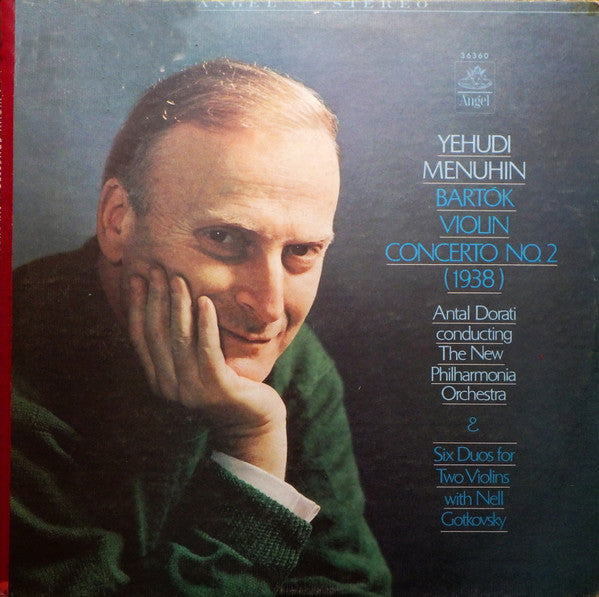 ANGEL STEREO
36360
Angel
YEHUDI
MENUHIN
BARTÓK
VIOLIN
CONCERTO NO. 2
(1938)
Antal Dorati
conducting
The New
Philharmonia
Orchestra
&
Six Duos for
Two Violins
with Nell
Gotkovsky